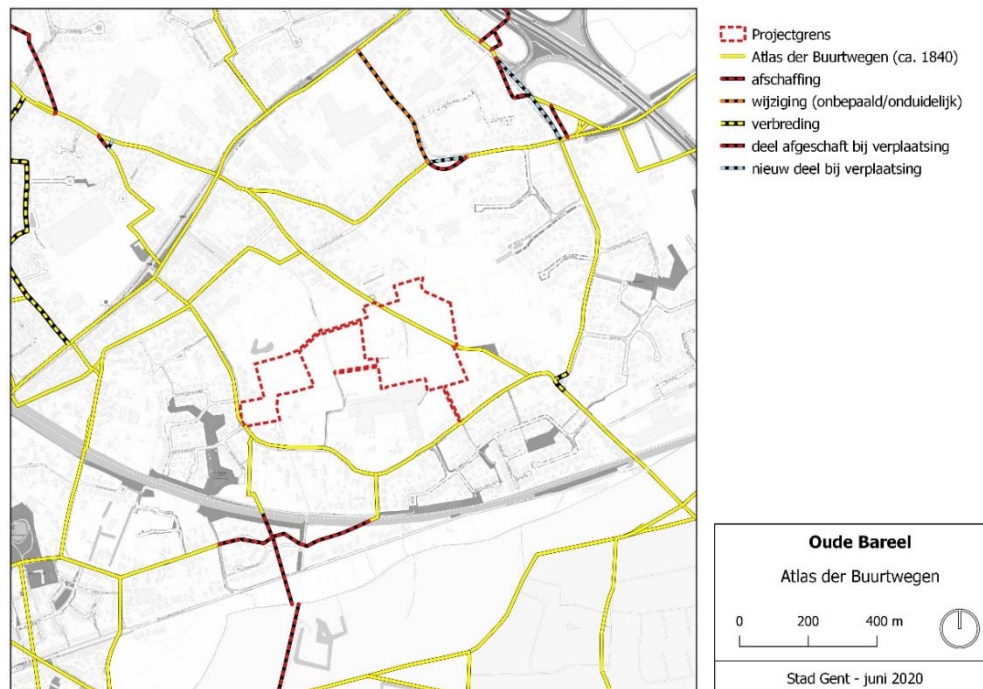 Projectgrens
Atlas der Buurtwegen (ca. 1840)
afschaffing
wijziging (onbepaald/onduidelijk)
verbreding
deel afgeschaft bij verplaatsing
nieuw deel bij verplaatsing
Oude Bareel
Atlas der Buurtwegen
0 200 400 m
Stad Gent - juni 2020